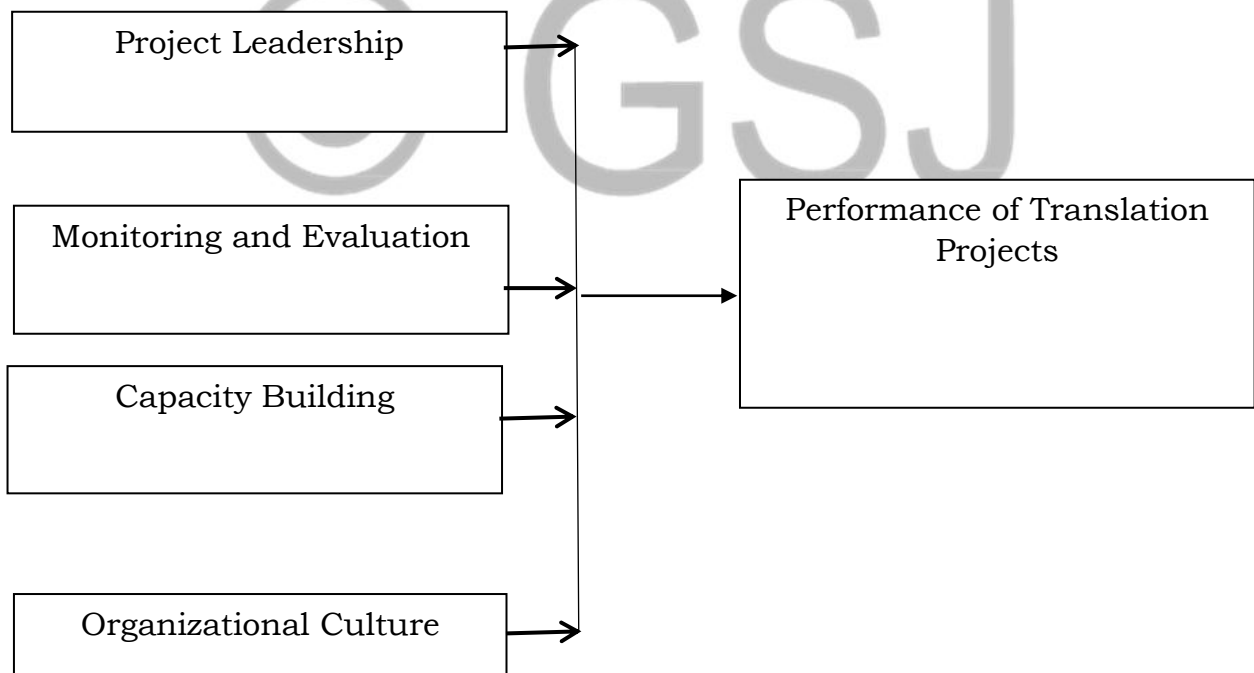 © GSJ
Project Leadership
Monitoring and Evaluation
Capacity Building
Organizational Culture
Performance of Translation
Projects